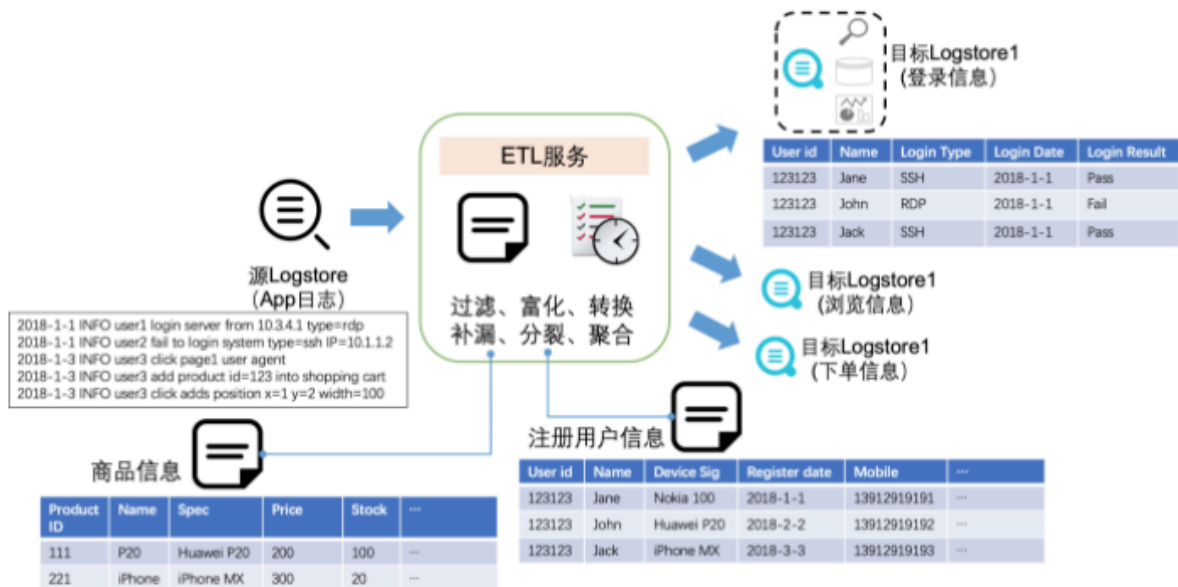 目标Logstore1
(登录信息)
ETL服务
User id Name Login Type Login Date Login Result
123123 Jane SSH 2018-1-1 Pass
123123 John RDP 2018-1-1 Fail
123123 Jack SSH 2018-1-1 Pass
源Logstore
(App日志)
过滤、富化、转换
补漏、分裂、聚合
目标Logstore1
(浏览信息)
目标Logstore1
(下单信息)
2018-1-1 INFO user1 login server from 10.3.4.1 type=rdp
2018-1-1 INFO user2 fail to login system type=ssh IP=10.1.1.2
2018-1-3 INFO user3 click page1 user agent
2018-1-3 INFO user3 add product id=123 into shopping cart
2018-1-3 INFO user3 click adds position x=1 y=2 width=100
商品信息
注册用户信息
User id Name Device Sig Register date Mobile ...
123123 Jane Nokia 100 2018-1-1 13912919191 ...
123123 John Huawei P20 2018-2-2 13912919192 ...
123123 Jack iPhone MX 2018-3-3 13912919193 ...
Product ID Name Spec Price Stock ...
111 P20 Huawei P20 200 100 ...
221 iPhone iPhone MX 300 20 ...